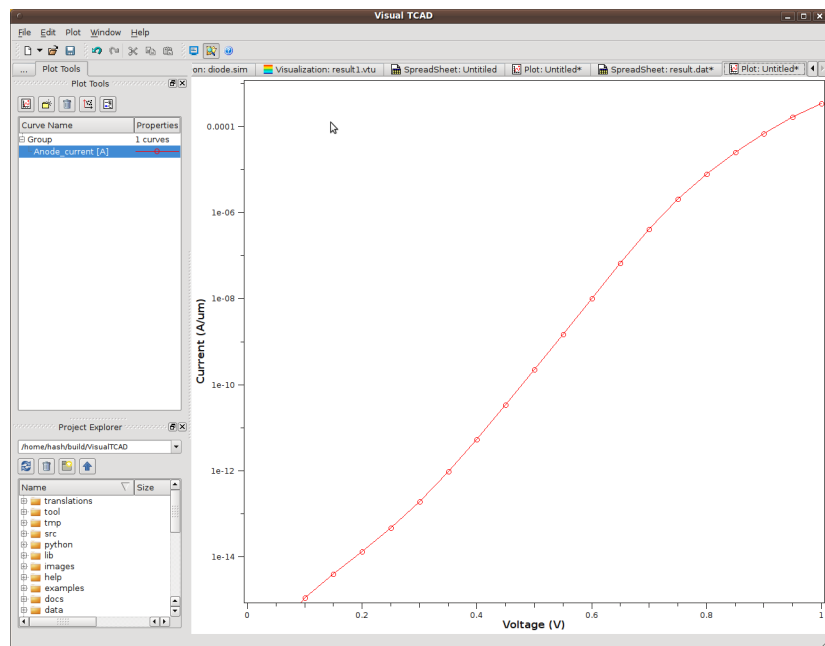 Visual TCAD
File Edit Plot Window Help
... Plot Tools
on: diode.sim Visualization: result1.vtu SpreadSheet: Untitiled Plot: Untitled* SpreadSheet: result.dat* Plot: Untitled*
Plot Tools
Curve Name Properties
Group 1 curves
Anode_current [A]
Project Explorer
/home/hash/build/VisualTCAD
Name Size
translations
tool
tmp
src
python
lib
images
help
examples
docs
data
Current (A/um)
0.0001
1e-06
1e-08
1e-10
1e-12
1e-14
0 0.2 0.4 0.6 0.8 1
Voltage (V)